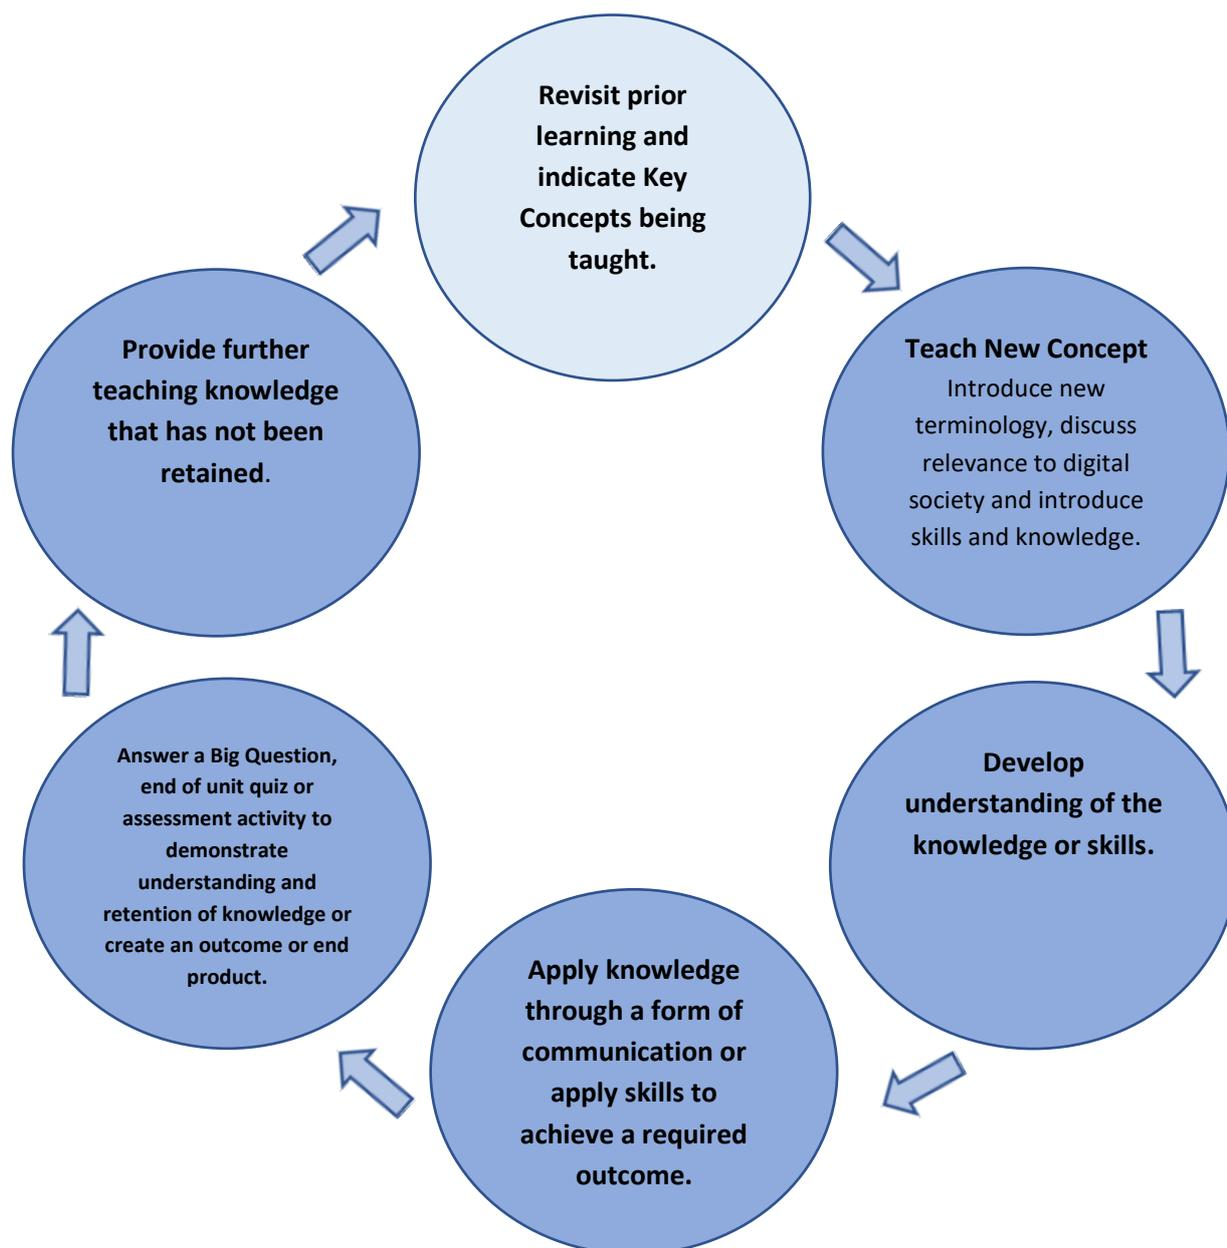 Revisit prior
learning and
indicate Key
Concepts being
taught.
Teach New Concept
Introduce new
terminology, discuss
relevance to digital
society and introduce
skills and knowledge.
Develop
understanding of the
knowledge or skills.
Apply knowledge
through a form of
communication or
apply skills to
achieve a required
outcome.
Answer a Big Question,
end of unit quiz or
assessment activity to
demonstrate
understanding and
retention of knowledge or
create an outcome or end
product.
Provide further
teaching knowledge
that has not been
retained.